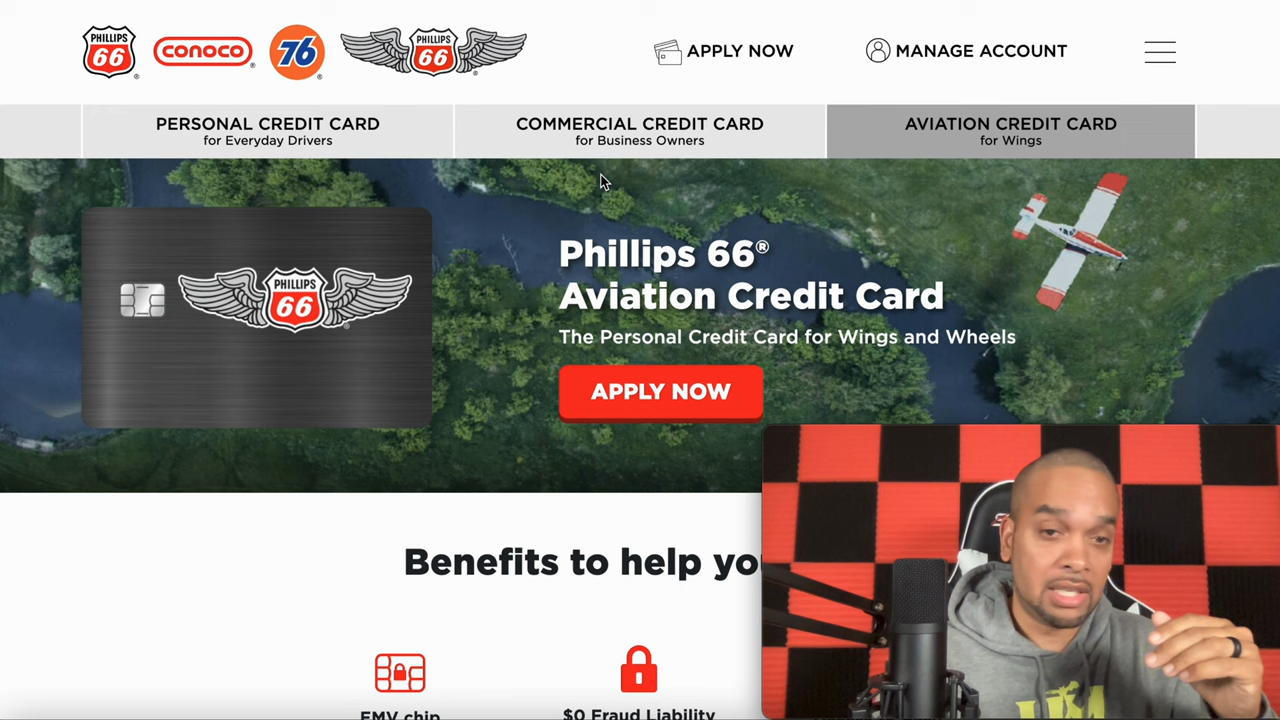 PHILLIPS
66
conoco
76
PHILLIPS
66
APPLY NOW
MANAGE ACCOUNT
PERSONAL CREDIT CARD
for Everyday Drivers
COMMERCIAL CREDIT CARD
for Business Owners
AVIATION CREDIT CARD
for Wings
PHILLIPS
66
Phillips 66®
Aviation Credit Card
The Personal Credit Card for Wings and Wheels
APPLY NOW
Benefits to help yo
EMV chip
$0 Fraud Liability